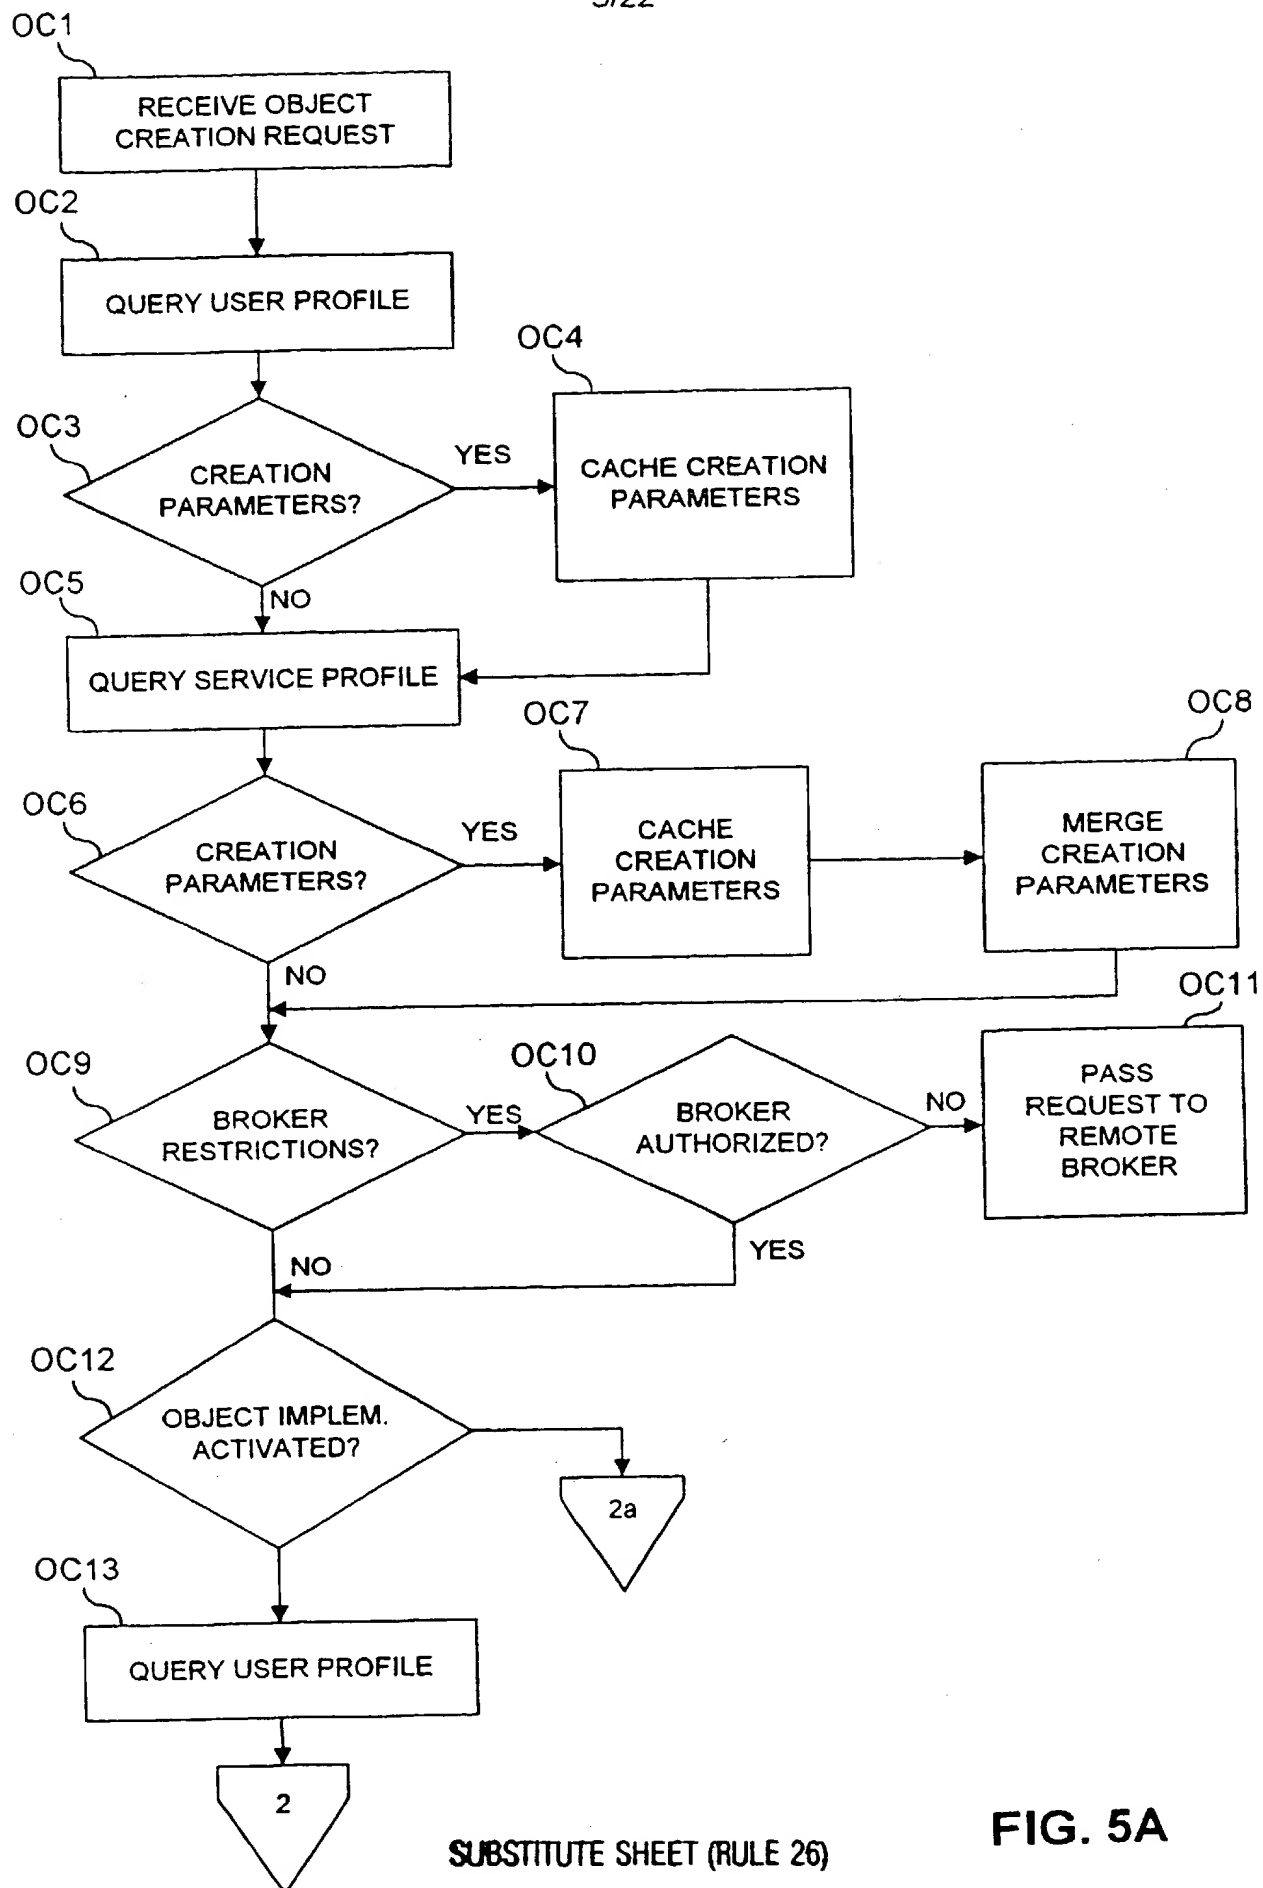 OC1
RECEIVE OBJECT
CREATION REQUEST
OC2
QUERY USER PROFILE
OC3
CREATION
PARAMETERS?
YES
NO
OC4
CACHE CREATION
PARAMETERS
OC5
QUERY SERVICE PROFILE
OC6
CREATION
PARAMETERS?
YES
NO
OC7
CACHE
CREATION
PARAMETERS
OC8
MERGE
CREATION
PARAMETERS
OC9
BROKER
RESTRICTIONS?
YES
NO
OC10
BROKER
AUTHORIZED?
NO
YES
OC11
PASS
REQUEST TO
REMOTE
BROKER
OC12
OBJECT IMPLEM.
ACTIVATED?
2a
OC13
QUERY USER PROFILE
2
SUBSTITUTE SHEET (RULE 26)
FIG. 5A